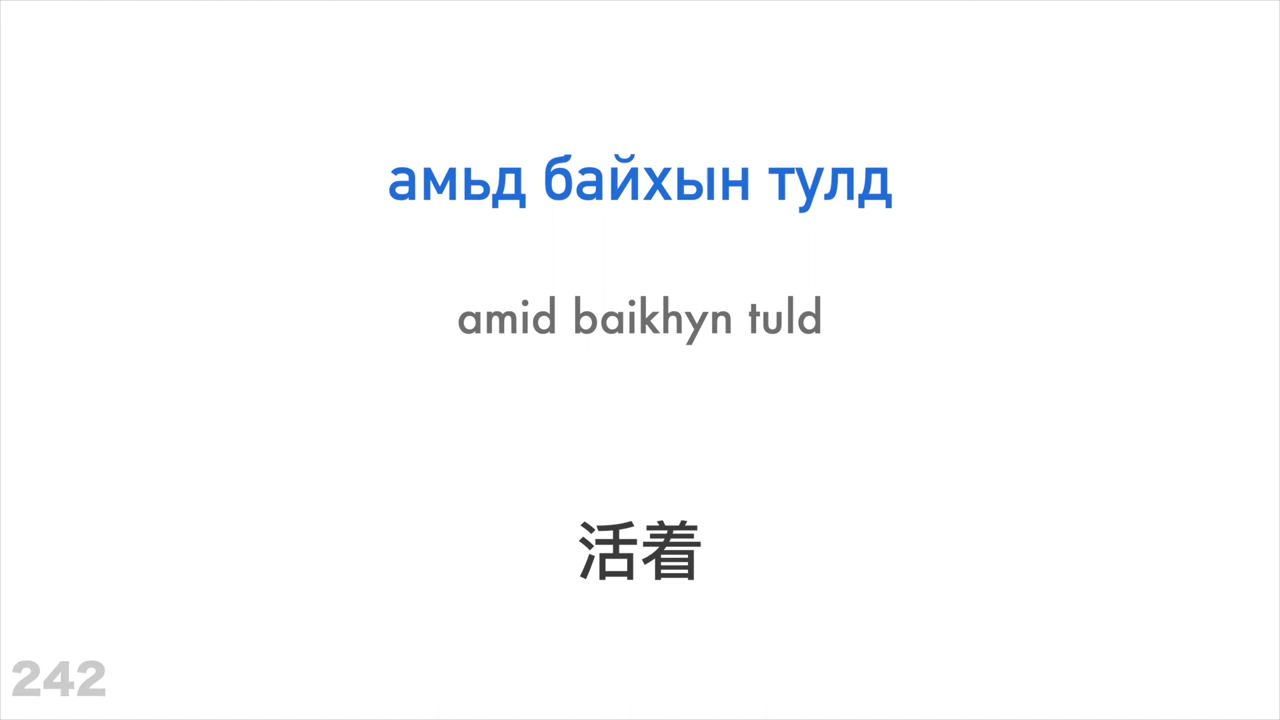 амьд байхын тулд
amid baikhyn tuld
活着
242